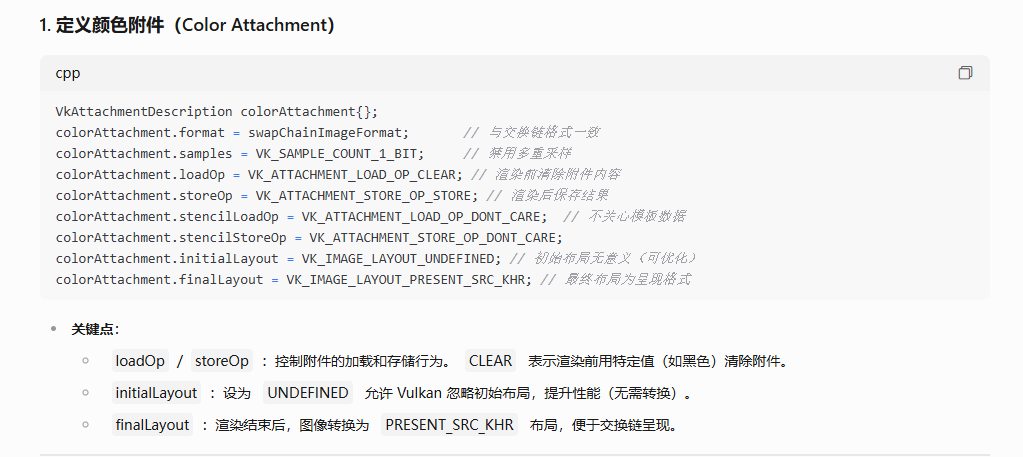 1. 定义颜色附件（Color Attachment）
cpp
VkAttachmentDescription colorAttachment{};
colorAttachment.format = swapChainImageFormat;       // 与交换链格式一致
colorAttachment.samples = VK_SAMPLE_COUNT_1_BIT;     // 禁用多重采样
colorAttachment.loadOp = VK_ATTACHMENT_LOAD_OP_CLEAR; // 渲染前清除附件内容
colorAttachment.storeOp = VK_ATTACHMENT_STORE_OP_STORE; // 渲染后保存结果
colorAttachment.stencilLoadOp = VK_ATTACHMENT_LOAD_OP_DONT_CARE;  // 不关心模板数据
colorAttachment.stencilStoreOp = VK_ATTACHMENT_STORE_OP_DONT_CARE;
colorAttachment.initialLayout = VK_IMAGE_LAYOUT_UNDEFINED; // 初始布局无意义（可优化）
colorAttachment.finalLayout = VK_IMAGE_LAYOUT_PRESENT_SRC_KHR; // 最终布局为呈现格式
关键点：
loadOp / storeOp ：控制附件的加载和存储行为。 CLEAR 表示渲染前用特定值（如黑色）清除附件。
initialLayout ：设为 UNDEFINED 允许 Vulkan 忽略初始布局，提升性能（无需转换）。
finalLayout ：渲染结束后，图像转换为 PRESENT_SRC_KHR 布局，便于交换链呈现。